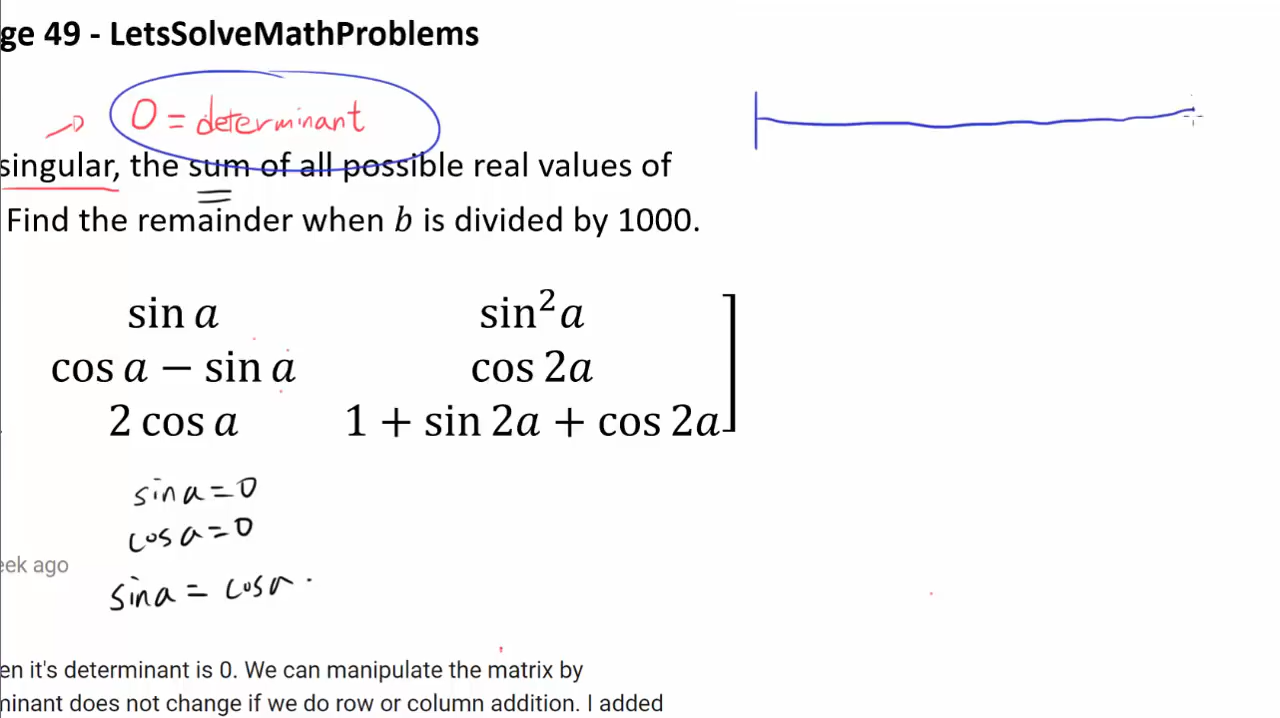 ge 49 - LetsSolveMathProblems
0 = determinant
singular, the sum of all possible real values of
Find the remainder when b is divided by 1000.
sin a sin²a
cos a − sin a cos 2a
2 cos a 1 + sin 2a + cos 2a
sin a = 0
cos a = 0
eek ago
sin a = cos a .
en it's determinant is 0. We can manipulate the matrix by
ninant does not change if we do row or column addition. I added